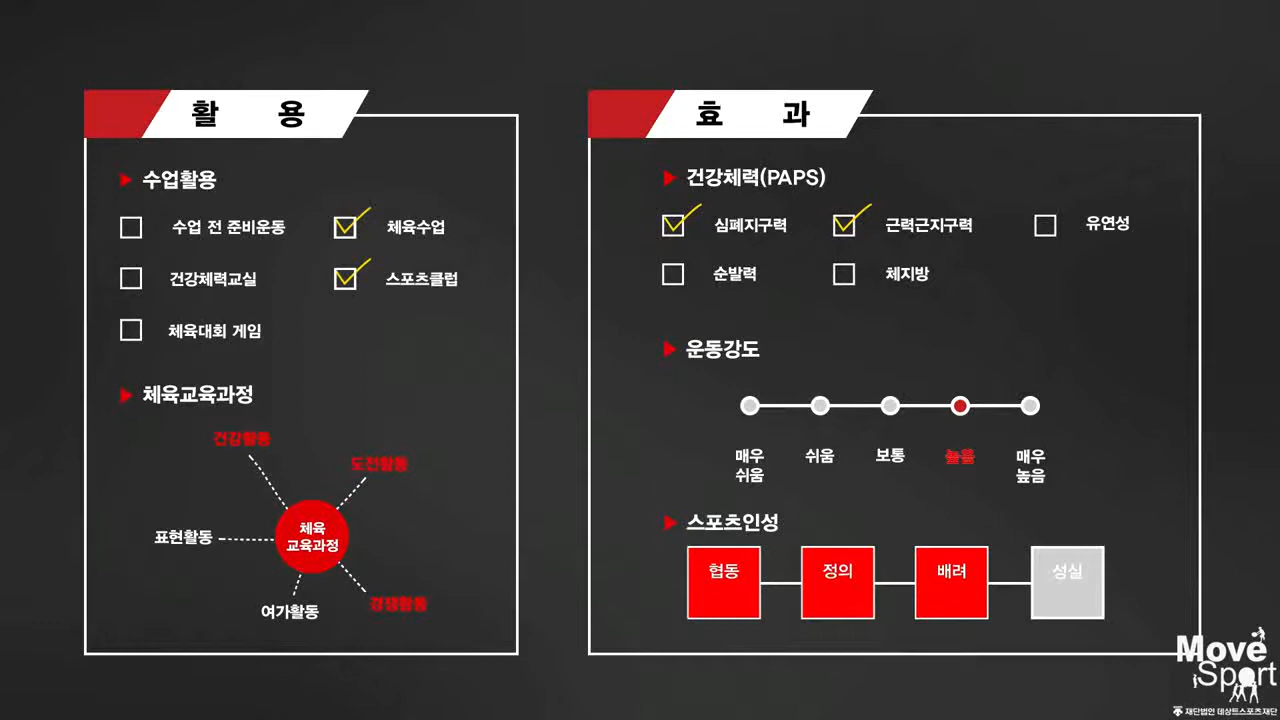 활 용
수업활용
수업 전 준비운동
체육수업
건강체력교실
스포츠클럽
체육대회 게임
체육교육과정
건강활동
도전활동
표현활동
체육
교육과정
여가활동
경쟁활동
효 과
건강체력(PAPS)
심폐지구력
근력근지구력
유연성
순발력
체지방
운동강도
매우
쉬움
쉬움
보통
높음
매우
높음
스포츠인성
협동
정의
배려
성실
Move
Sport
재단법인 데상트스포츠재단